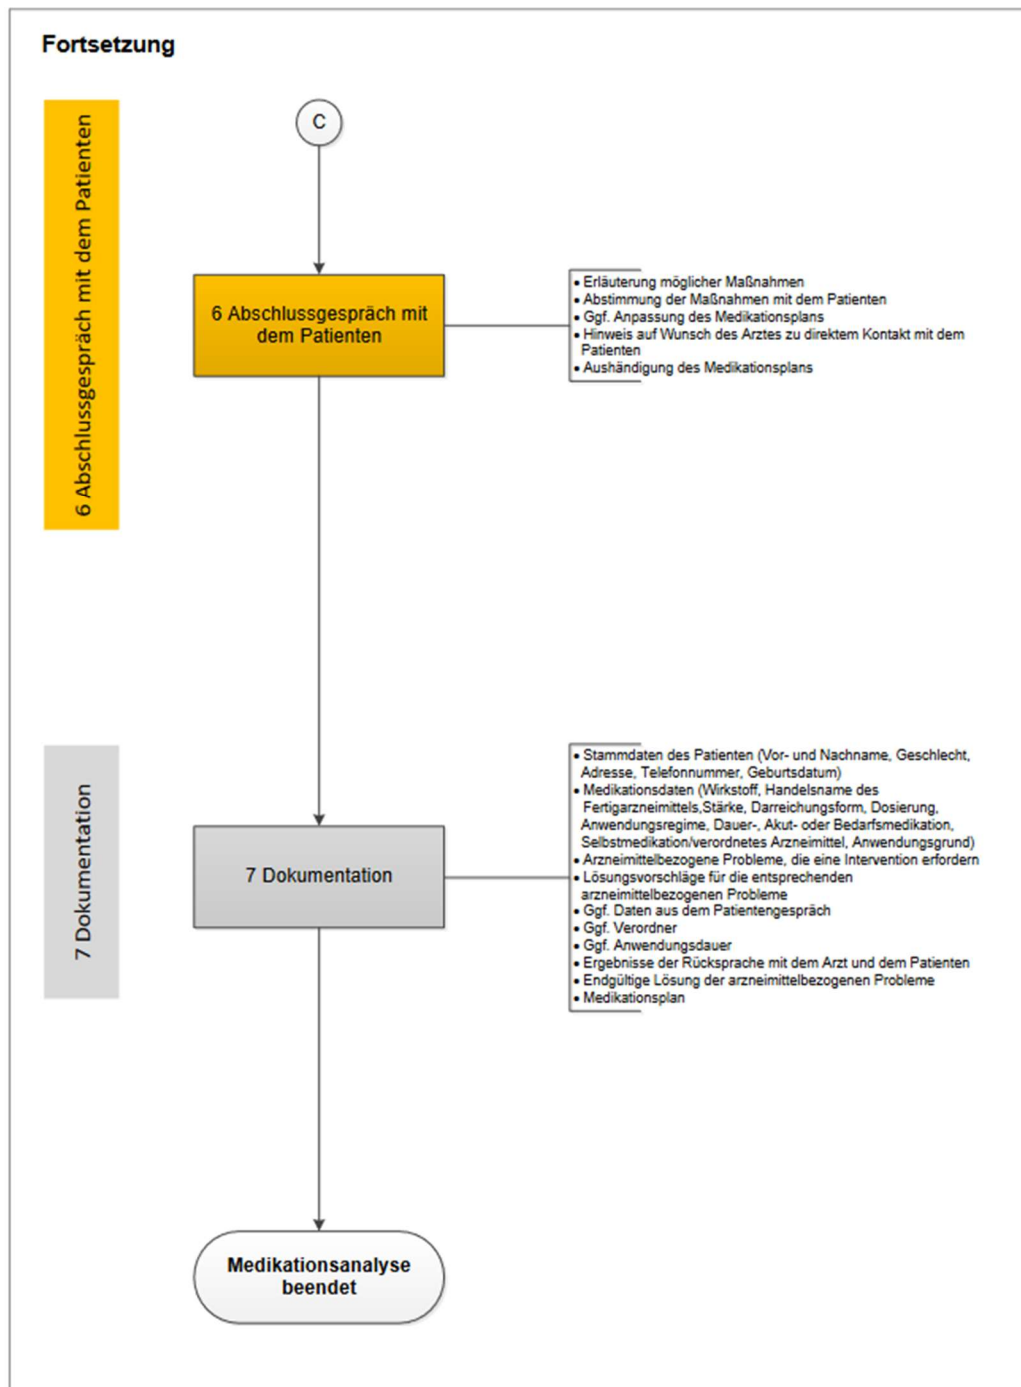 Fortsetzung
6 Abschlussgespräch mit dem Patienten
C
6 Abschlussgespräch mit
dem Patienten
• Erläuterung möglicher Maßnahmen
• Abstimmung der Maßnahmen mit dem Patienten
• Ggf. Anpassung des Medikationsplans
• Hinweis auf Wunsch des Arztes zu direktem Kontakt mit dem
Patienten
• Aushändigung des Medikationsplans
7 Dokumentation
7 Dokumentation
• Stammdaten des Patienten (Vor- und Nachname, Geschlecht,
Adresse, Telefonnummer, Geburtsdatum)
• Medikationsdaten (Wirkstoff, Handelsname des
Fertigarzneimittels,Stärke, Darreichungsform, Dosierung,
Anwendungsregime, Dauer-, Akut- oder Bedarfsmedikation,
Selbstmedikation/verordnetes Arzneimittel, Anwendungsgrund)
• Arzneimittelbezogene Probleme, die eine Intervention erfordern
• Lösungsvorschläge für die entsprechenden
arzneimittelbezogenen Probleme
• Ggf. Daten aus dem Patientengespräch
• Ggf. Verordner
• Ggf. Anwendungsdauer
• Ergebnisse der Rücksprache mit dem Arzt und dem Patienten
• Endgültige Lösung der arzneimittelbezogenen Probleme
• Medikationsplan
Medikationsanalyse
beendet